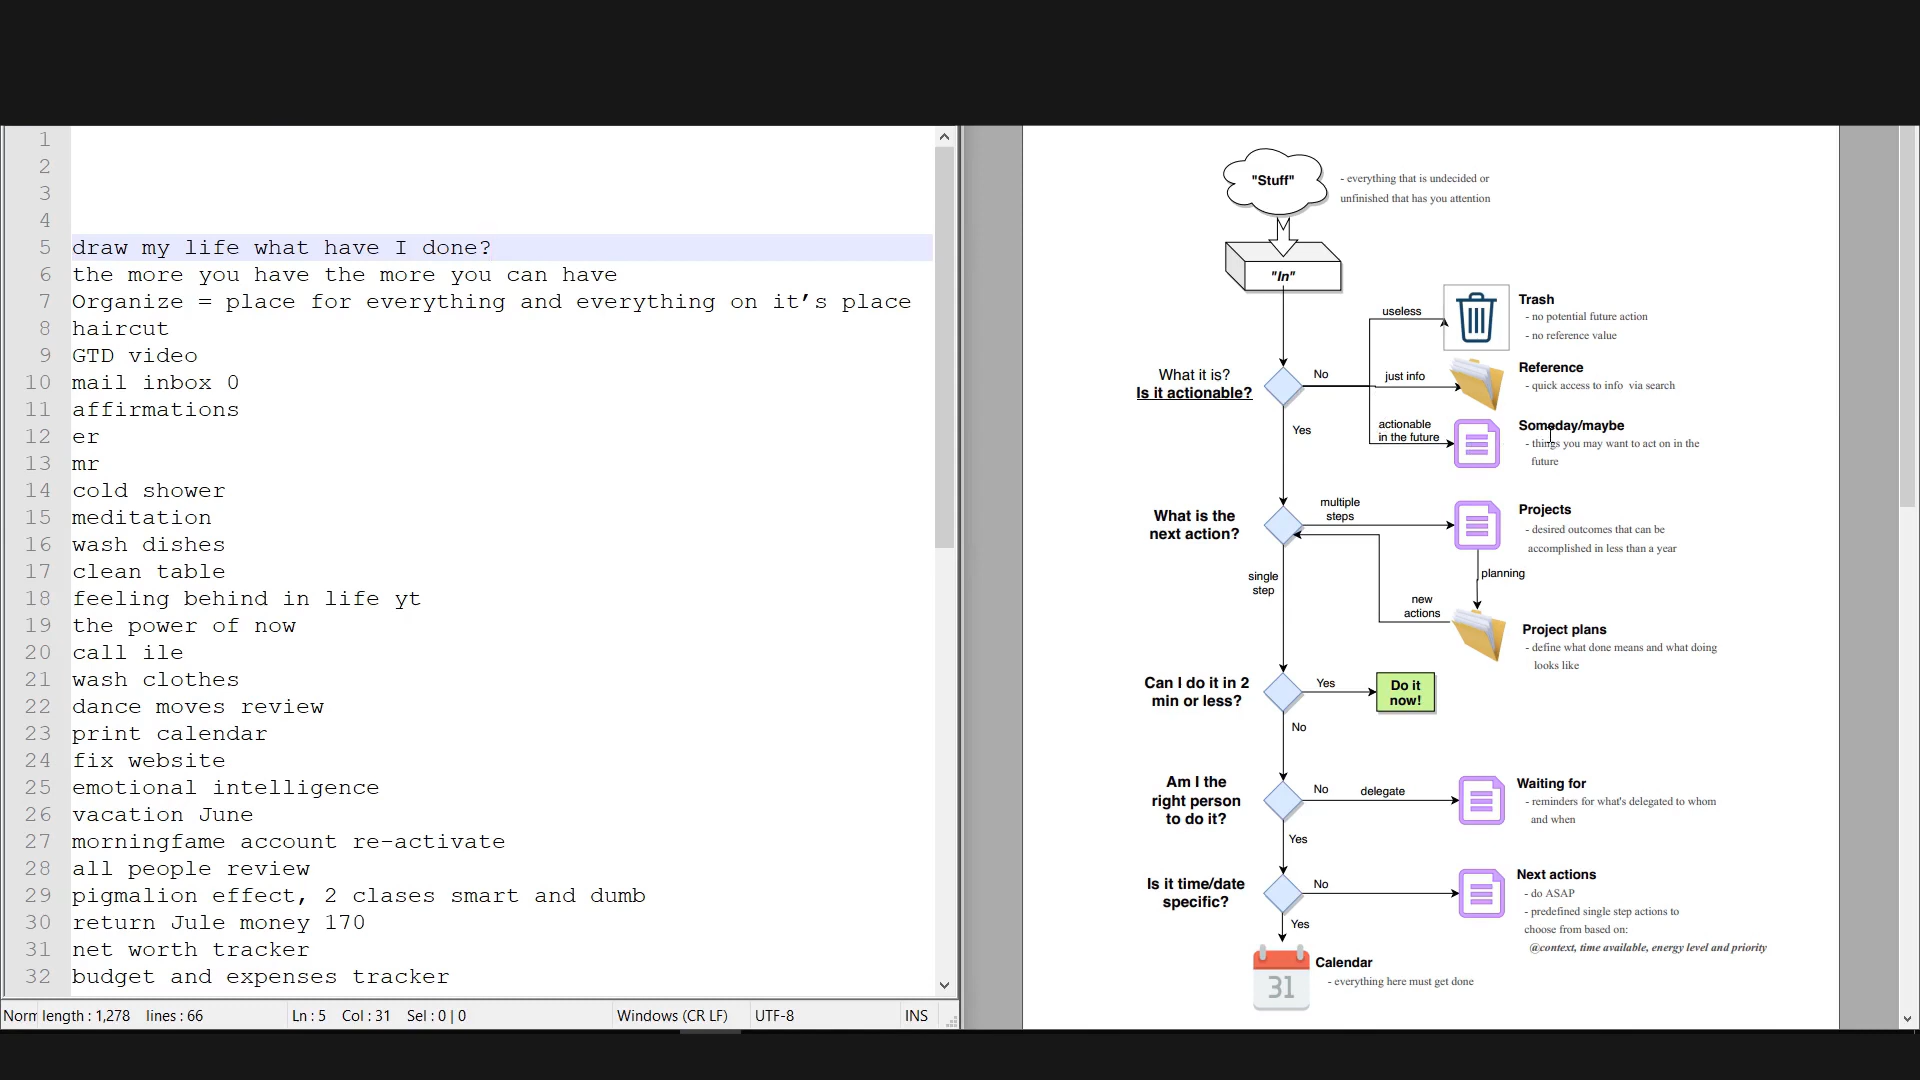 1
2
3
4
5 draw my life what have I done?
6 the more you have the more you can have
7 Organize = place for everything and everything on it’s place
8 haircut
9 GTD video
10 mail inbox 0
11 affirmations
12 er
13 mr
14 cold shower
15 meditation
16 wash dishes
17 clean table
18 feeling behind in life yt
19 the power of now
20 call ile
21 wash clothes
22 dance moves review
23 print calendar
24 fix website
25 emotional intelligence
26 vacation June
27 morningfame account re-activate
28 all people review
29 pigmalion effect, 2 clases smart and dumb
30 return Jule money 170
31 net worth tracker
32 budget and expenses tracker
Norm length : 1,278 lines : 66 Ln : 5 Col : 31 Sel : 0 | 0 Windows (CR LF) UTF-8 INS
"Stuff"
- everything that is undecided or
unfinished that has you attention
"In"
useless
Trash
- no potential future action
- no reference value
What it is?
Is it actionable?
No
just info
Reference
- quick access to info via search
Yes
actionable
in the future
Someday/maybe
- things you may want to act on in the
future
What is the
next action?
multiple
steps
Projects
- desired outcomes that can be
accomplished in less than a year
planning
single
step
new
actions
Project plans
- define what done means and what doing
looks like
Can I do it in 2
min or less?
Yes
Do it
now!
No
Am I the
right person
to do it?
No
delegate
Waiting for
- reminders for what's delegated to whom
and when
Yes
Is it time/date
specific?
No
Next actions
- do ASAP
- predefined single step actions to
choose from based on:
@context, time available, energy level and priority
Yes
31
Calendar
- everything here must get done